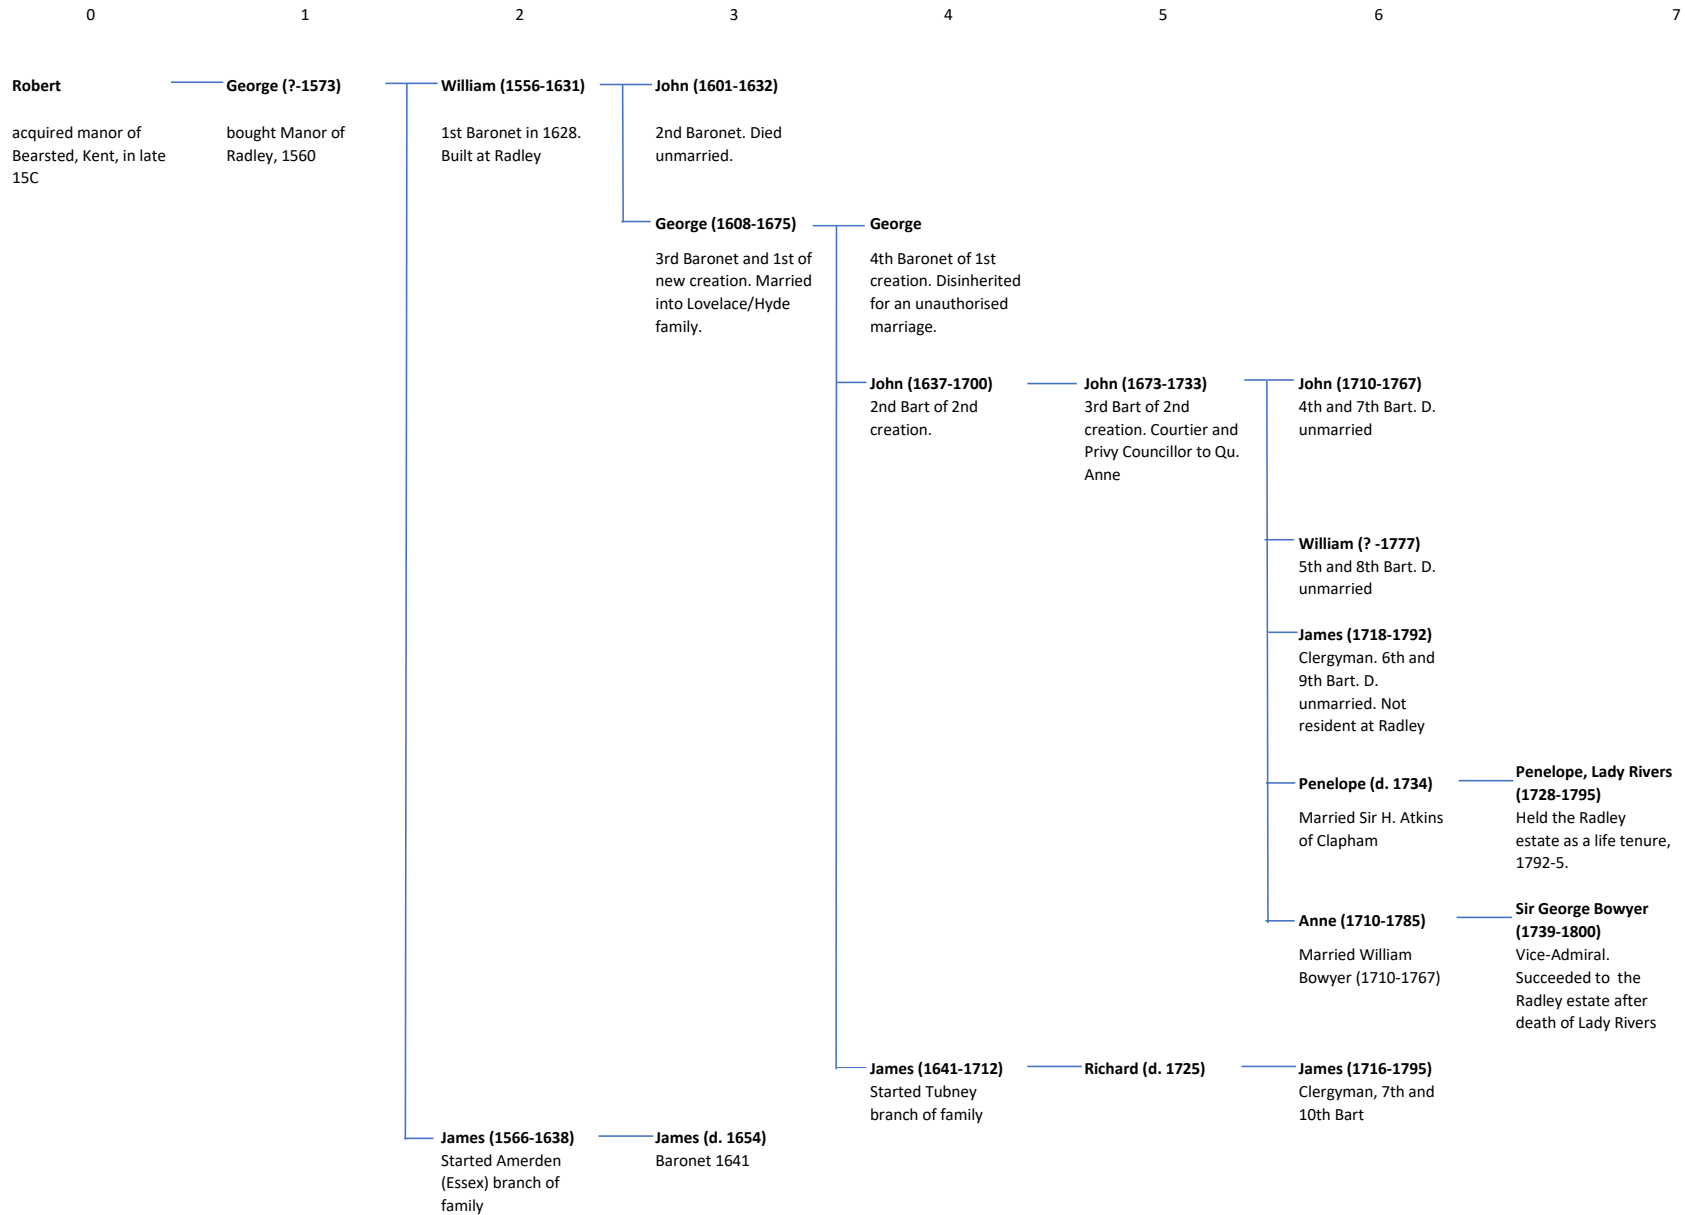 0 1 2 3 4 5 6 7
Robert
acquired manor of
Bearsted, Kent, in late
15C
George (?-1573)
bought Manor of
Radley, 1560
William (1556-1631)
1st Baronet in 1628.
Built at Radley
John (1601-1632)
2nd Baronet. Died
unmarried.
George (1608-1675)
3rd Baronet and 1st of
new creation. Married
into Lovelace/Hyde
family.
George
4th Baronet of 1st
creation. Disinherited
for an unauthorised
marriage.
John (1637-1700)
2nd Bart of 2nd
creation.
John (1673-1733)
3rd Bart of 2nd
creation. Courtier and
Privy Councillor to Qu.
Anne
John (1710-1767)
4th and 7th Bart. D.
unmarried
William (? -1777)
5th and 8th Bart. D.
unmarried
James (1718-1792)
Clergyman. 6th and
9th Bart. D.
unmarried. Not
resident at Radley
Penelope (d. 1734)
Married Sir H. Atkins
of Clapham
Penelope, Lady Rivers
(1728-1795)
Held the Radley
estate as a life tenure,
1792-5.
Anne (1710-1785)
Married William
Bowyer (1710-1767)
Sir George Bowyer
(1739-1800)
Vice-Admiral.
Succeeded to the
Radley estate after
death of Lady Rivers
James (1641-1712)
Started Tubney
branch of family
Richard (d. 1725)
James (1716-1795)
Clergyman, 7th and
10th Bart
James (1566-1638)
Started Amerden
(Essex) branch of
family
James (d. 1654)
Baronet 1641